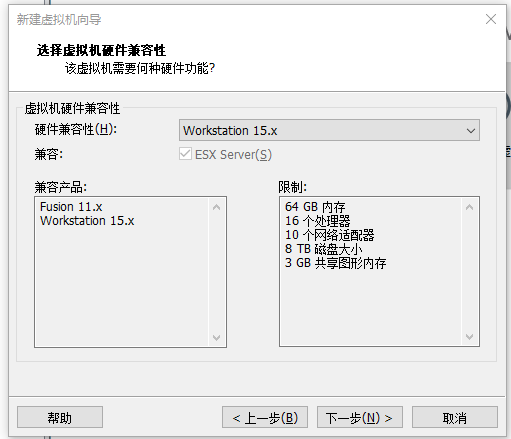 新建虚拟机向导
选择虚拟机硬件兼容性
该虚拟机需要何种硬件功能?
虚拟机硬件兼容性
硬件兼容性(H):
Workstation 15.x
兼容:
ESX Server(S)
兼容产品:
Fusion 11.x
Workstation 15.x
限制:
64 GB 内存
16 个处理器
10 个网络适配器
8 TB 磁盘大小
3 GB 共享图形内存
帮助
< 上一步(B)
下一步(N) >
取消